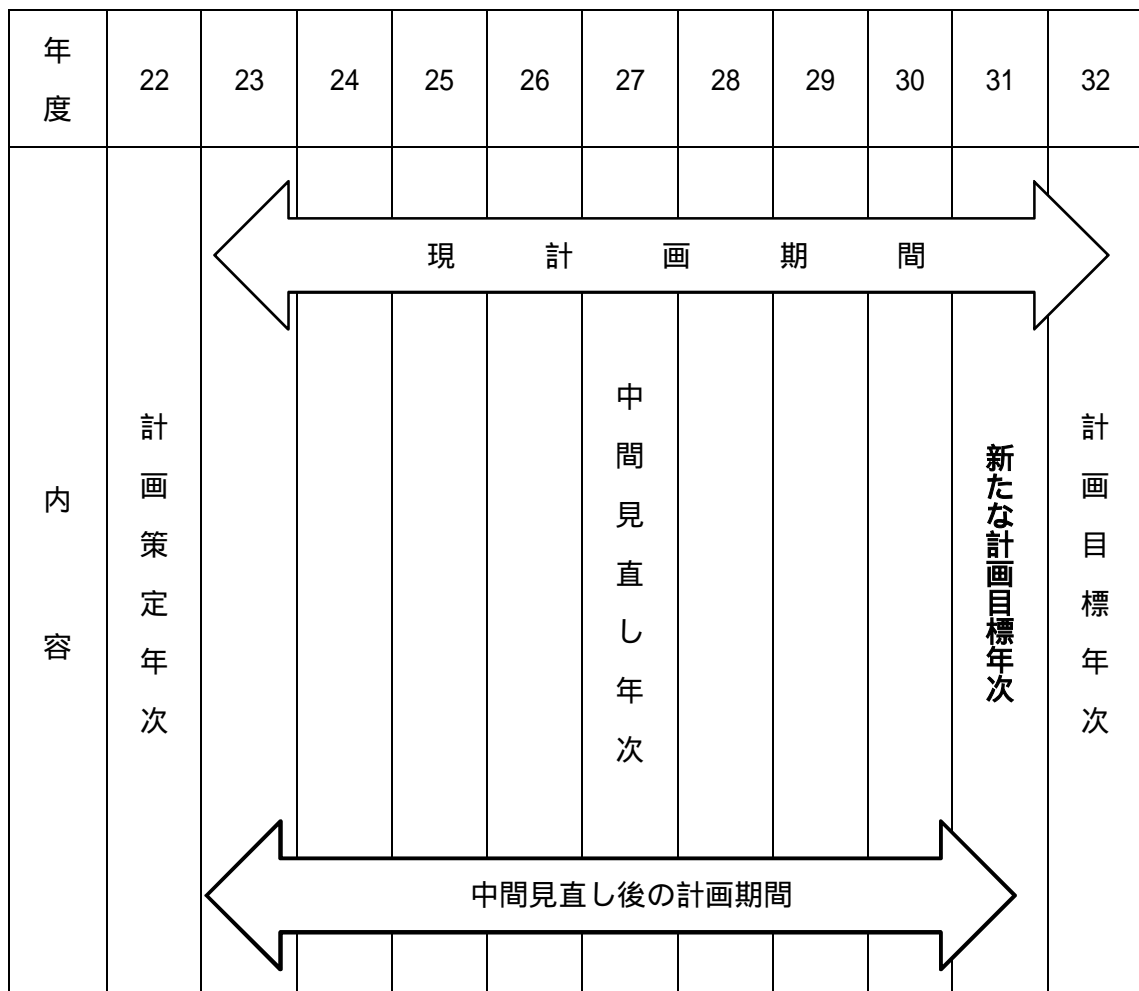 年度 22 23 24 25 26 27 28 29 30 31 32
現計画期間
内容
計画策定年次
中間見直し年次
新たな計画目標年次
計画目標年次
中間見直し後の計画期間